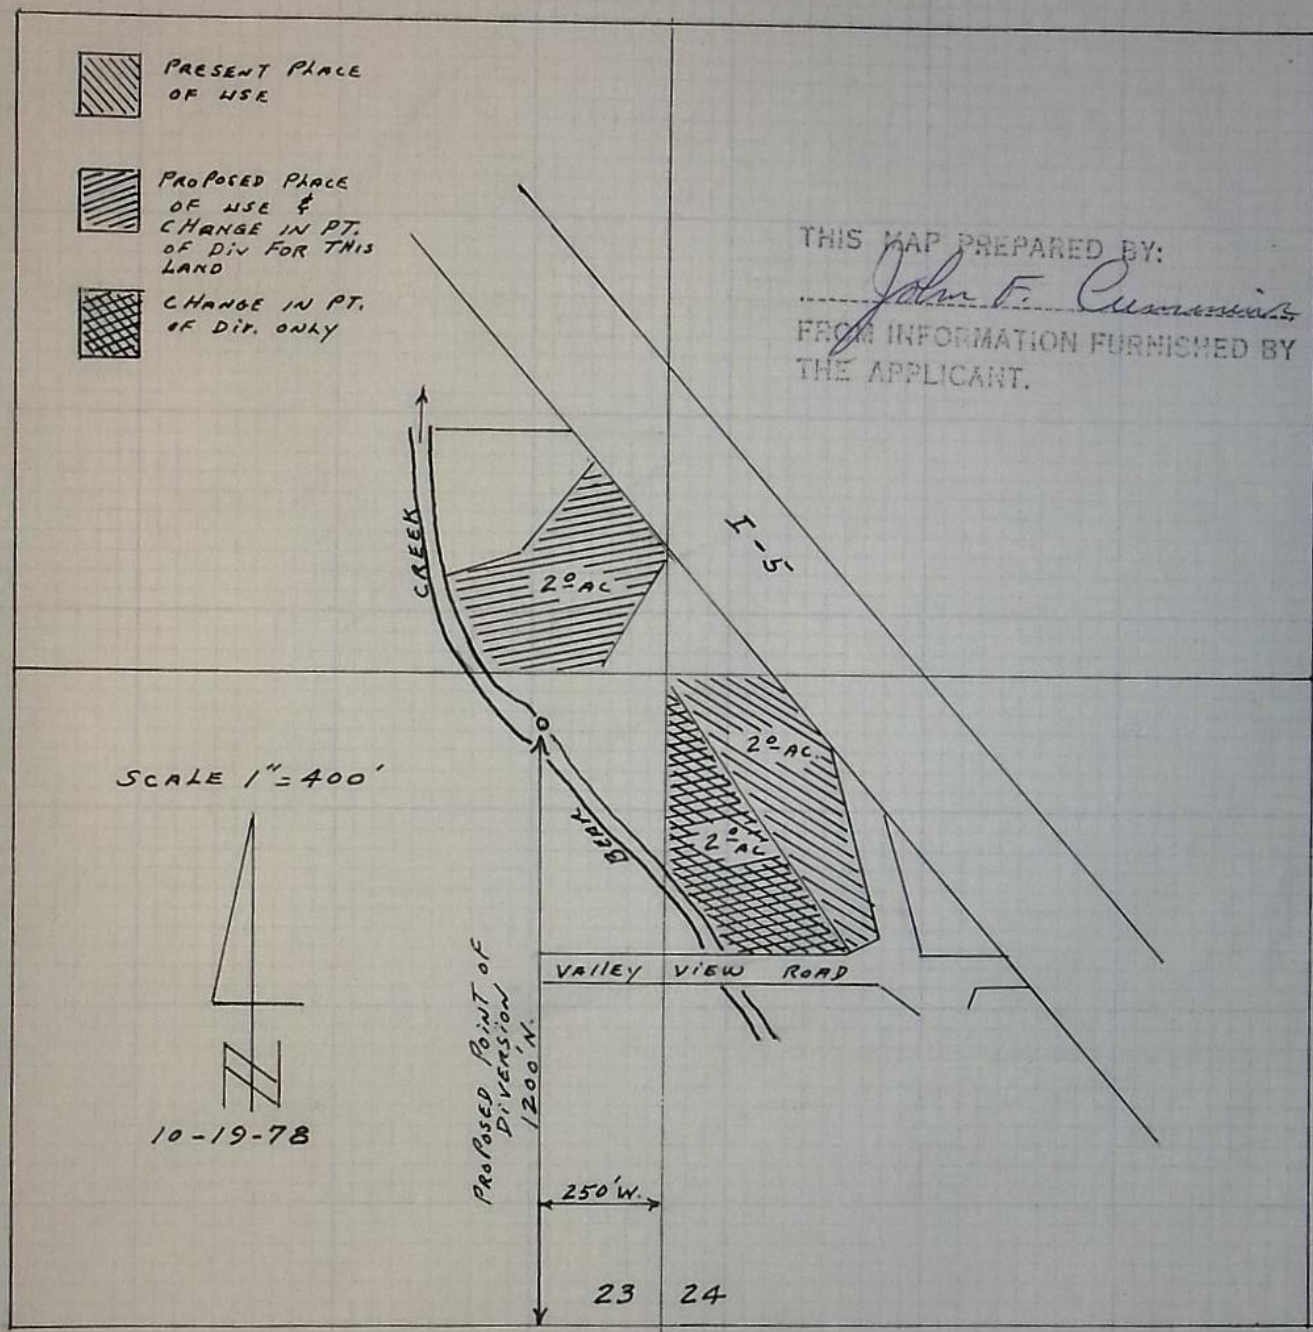 PRESENT PLACE
OF USE
PROPOSED PLACE
OF USE &
CHANGE IN PT.
OF DIV FOR THIS
LAND
CHANGE IN PT.
OF DIV. ONLY
THIS MAP PREPARED BY:
John F. Cummins
FROM INFORMATION FURNISHED BY
THE APPLICANT.
I-5
CREEK
2.0 AC
2.0 AC.
2.0 AC
BEAR
SCALE 1"=400'
VALLEY VIEW ROAD
PROPOSED POINT OF
DIVERSION
1200'N.
N
10-19-78
250'W.
23 24